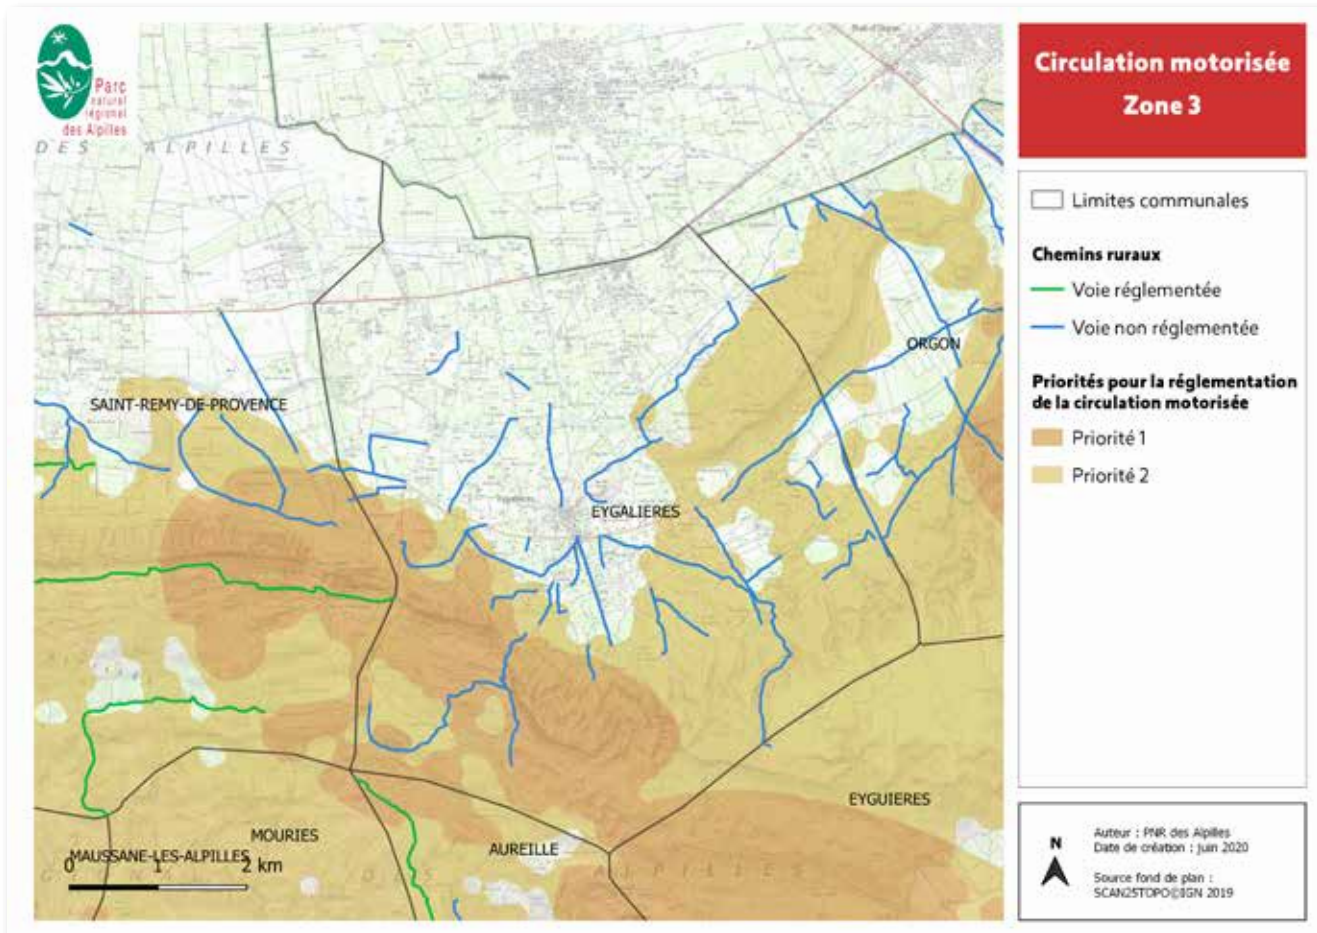 Parc
naturel
régional
des Alpilles
DES ALPILLES
SAINT-REMY-DE-PROVENCE
ORGON
EYGALIERES
EYGUIERES
MOURIES
AUREILLE
MAUSSANE-LES-ALPILLES
0 1 2 km
DES ALPILLES
Circulation motorisée
Zone 3
Limites communales
Chemins ruraux
Voie réglementée
Voie non réglementée
Priorités pour la réglementation
de la circulation motorisée
Priorité 1
Priorité 2
N
Auteur : PNR des Alpilles
Date de création : juin 2020
Source fond de plan :
SCAN25TOPO©IGN 2019